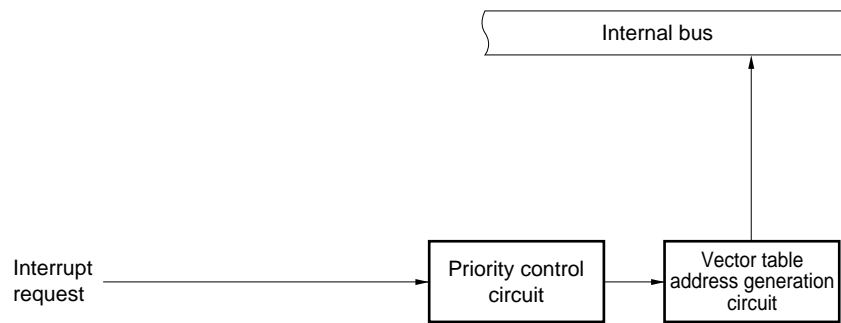 Internal bus
Interrupt
request
Priority control
circuit
Vector table
address generation
circuit